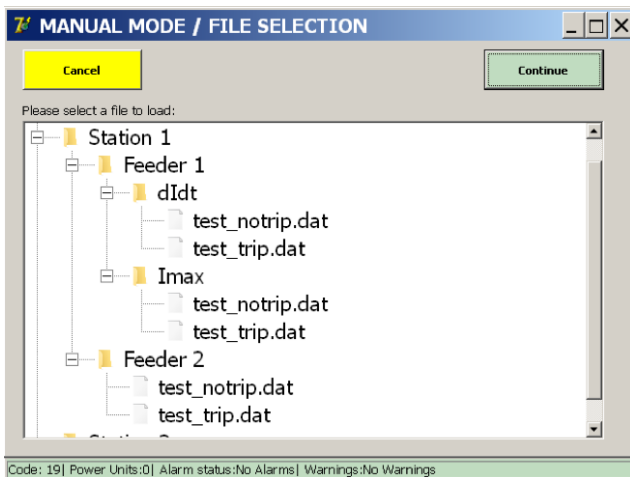 MANUAL MODE / FILE SELECTION
Cancel
Continue
Please select a file to load:
Station 1
Feeder 1
dIdt
test_notrip.dat
test_trip.dat
Imax
test_notrip.dat
test_trip.dat
Feeder 2
test_notrip.dat
test_trip.dat
Code: 19| Power Units:0| Alarm status:No Alarms| Warnings:No Warnings